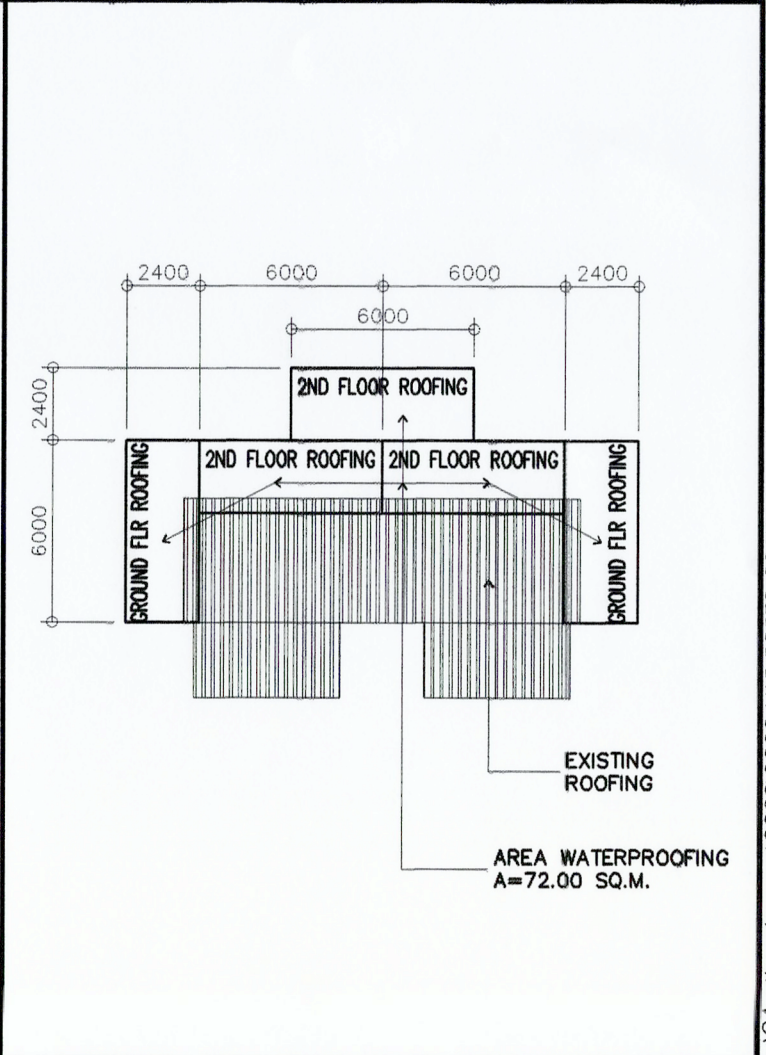 2400 6000 6000 2400
6000
2400
2ND FLOOR ROOFING
6000
GROUND FLR ROOFING
2ND FLOOR ROOFING
2ND FLOOR ROOFING
GROUND FLR ROOFING
EXISTING
ROOFING
AREA WATERPROOFING
A=72.00 SQ.M.